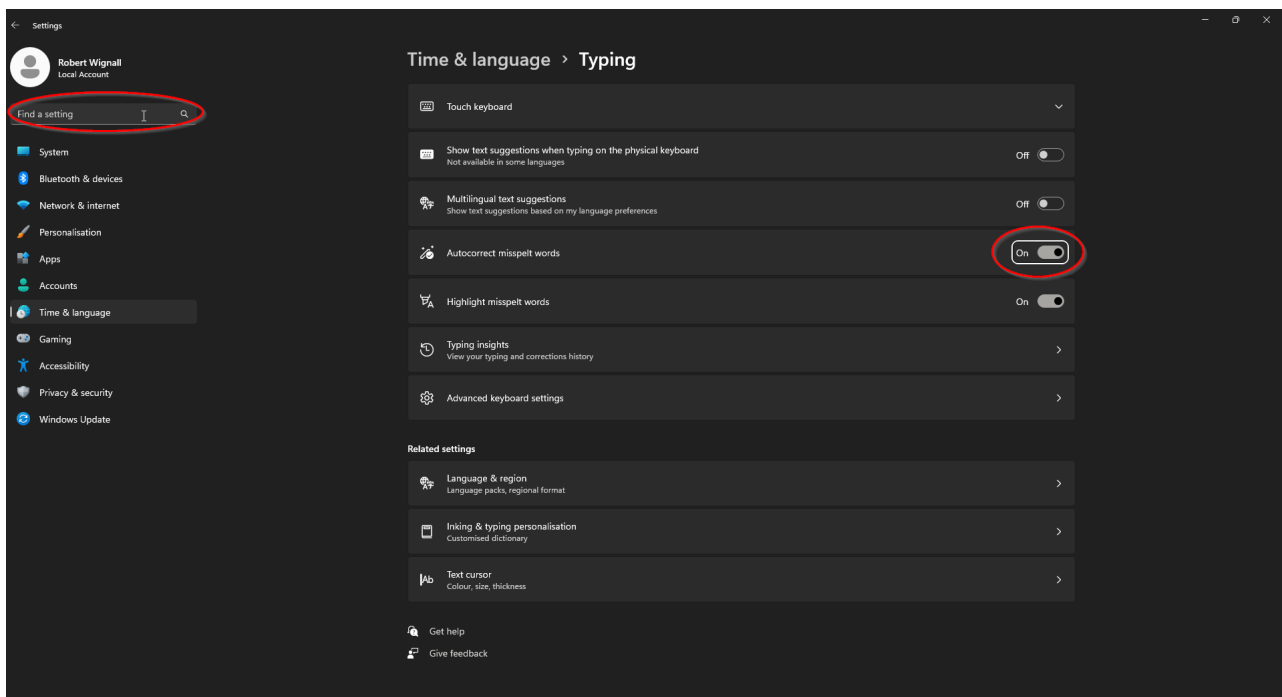 Settings
Robert Wignall
Local Account
Find a setting
System
Bluetooth & devices
Network & internet
Personalisation
Apps
Accounts
Time & language
Gaming
Accessibility
Privacy & security
Windows Update
Time & language > Typing
Touch keyboard
Show text suggestions when typing on the physical keyboard
Not available in some languages
Off
Multilingual text suggestions
Show text suggestions based on my language preferences
Off
Autocorrect misspelt words
On
Highlight misspelt words
On
Typing insights
View your typing and corrections history
Advanced keyboard settings
Related settings
Language & region
Language packs, regional format
Inking & typing personalisation
Customised dictionary
Text cursor
Colour, size, thickness
Get help
Give feedback